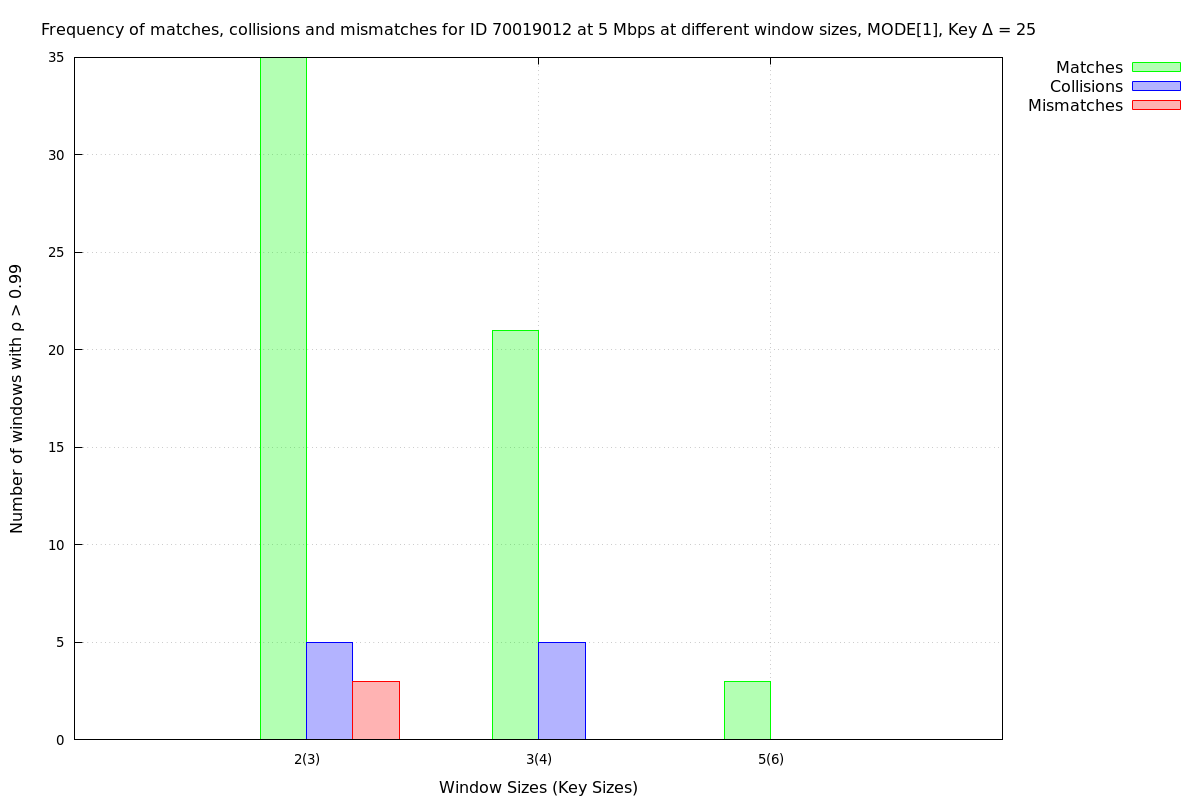 Frequency of matches, collisions and mismatches for ID 70019012 at 5 Mbps at different window sizes, MODE[1], Key Δ = 25
Matches
Collisions
Mismatches
Number of windows with ρ > 0.99
35
30
25
20
15
10
5
0
2(3) 3(4) 5(6)
Window Sizes (Key Sizes)